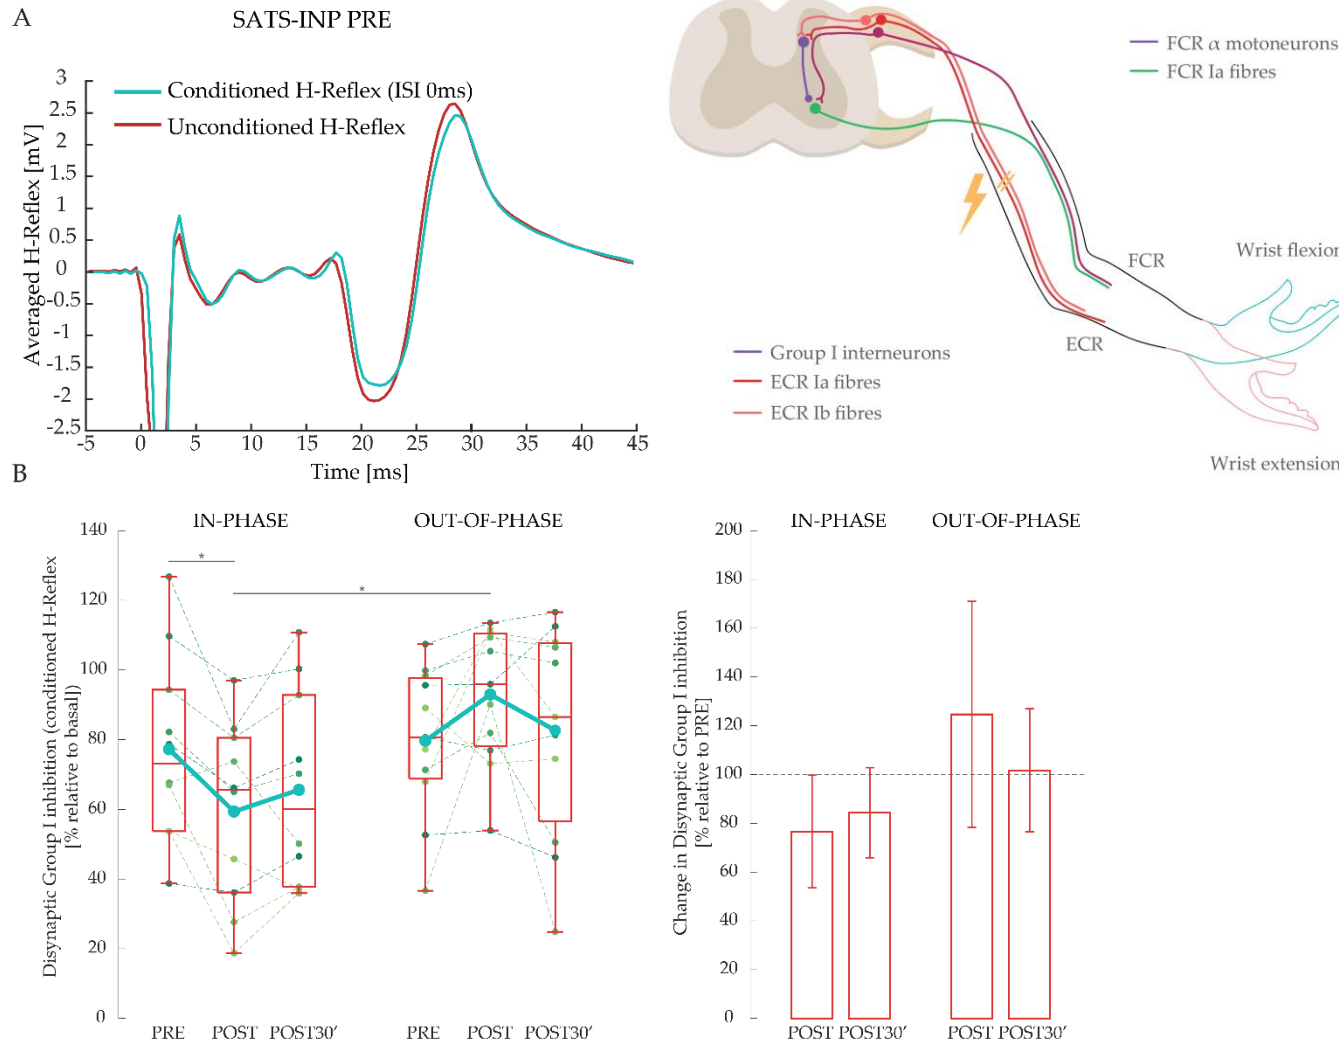 A
SATS-INP PRE
Conditioned H-Reflex (ISI 0ms)
Unconditioned H-Reflex
Averaged H-Reflex [mV]
3
2.5
2
1.5
1
0.5
0
-0.5
-1
-1.5
-2
-2.5
-5 0 5 10 15 20 25 30 35 40 45
Time [ms]
FCR α motoneurons
FCR Ia fibres
Wrist flexion
FCR
ECR
Group I interneurons
ECR Ia fibres
ECR Ib fibres
Wrist extension
B
IN-PHASE OUT-OF-PHASE
Disynaptic Group I inhibition (conditioned H-Reflex
[% relative to basal])
140
120
100
80
60
40
20
0
*
*
PRE POST POST30' PRE POST POST30'
IN-PHASE OUT-OF-PHASE
Change in Disynaptic Group I inhibition
[% relative to PRE]
200
180
160
140
120
100
80
60
40
20
0
POST POST30' POST POST30'